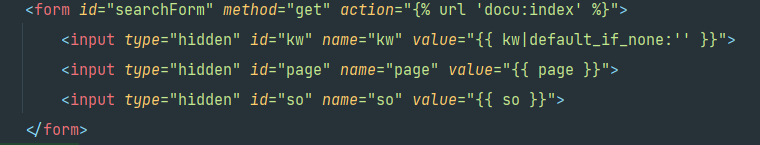 <form id="searchForm" method="get" action="{% url 'docu:index' %}">
<input type="hidden" id="kw" name="kw" value="{{ kw|default_if_none:'' }}">
<input type="hidden" id="page" name="page" value="{{ page }}">
<input type="hidden" id="so" name="so" value="{{ so }}">
</form>